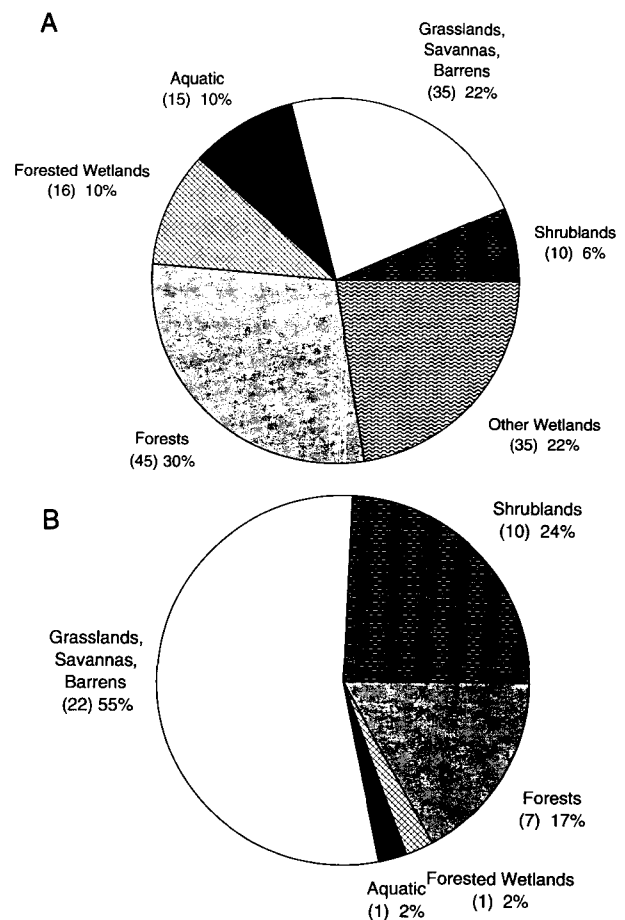 A
Grasslands,
Savannas,
Barrens
(35) 22%
Aquatic
(15) 10%
Forested Wetlands
(16) 10%
Shrublands
(10) 6%
Forests
(45) 30%
Other Wetlands
(35) 22%
B
Shrublands
(10) 24%
Grasslands,
Savannas,
Barrens
(22) 55%
Forests
(7) 17%
Forested Wetlands
(1) 2%
Aquatic
(1) 2%